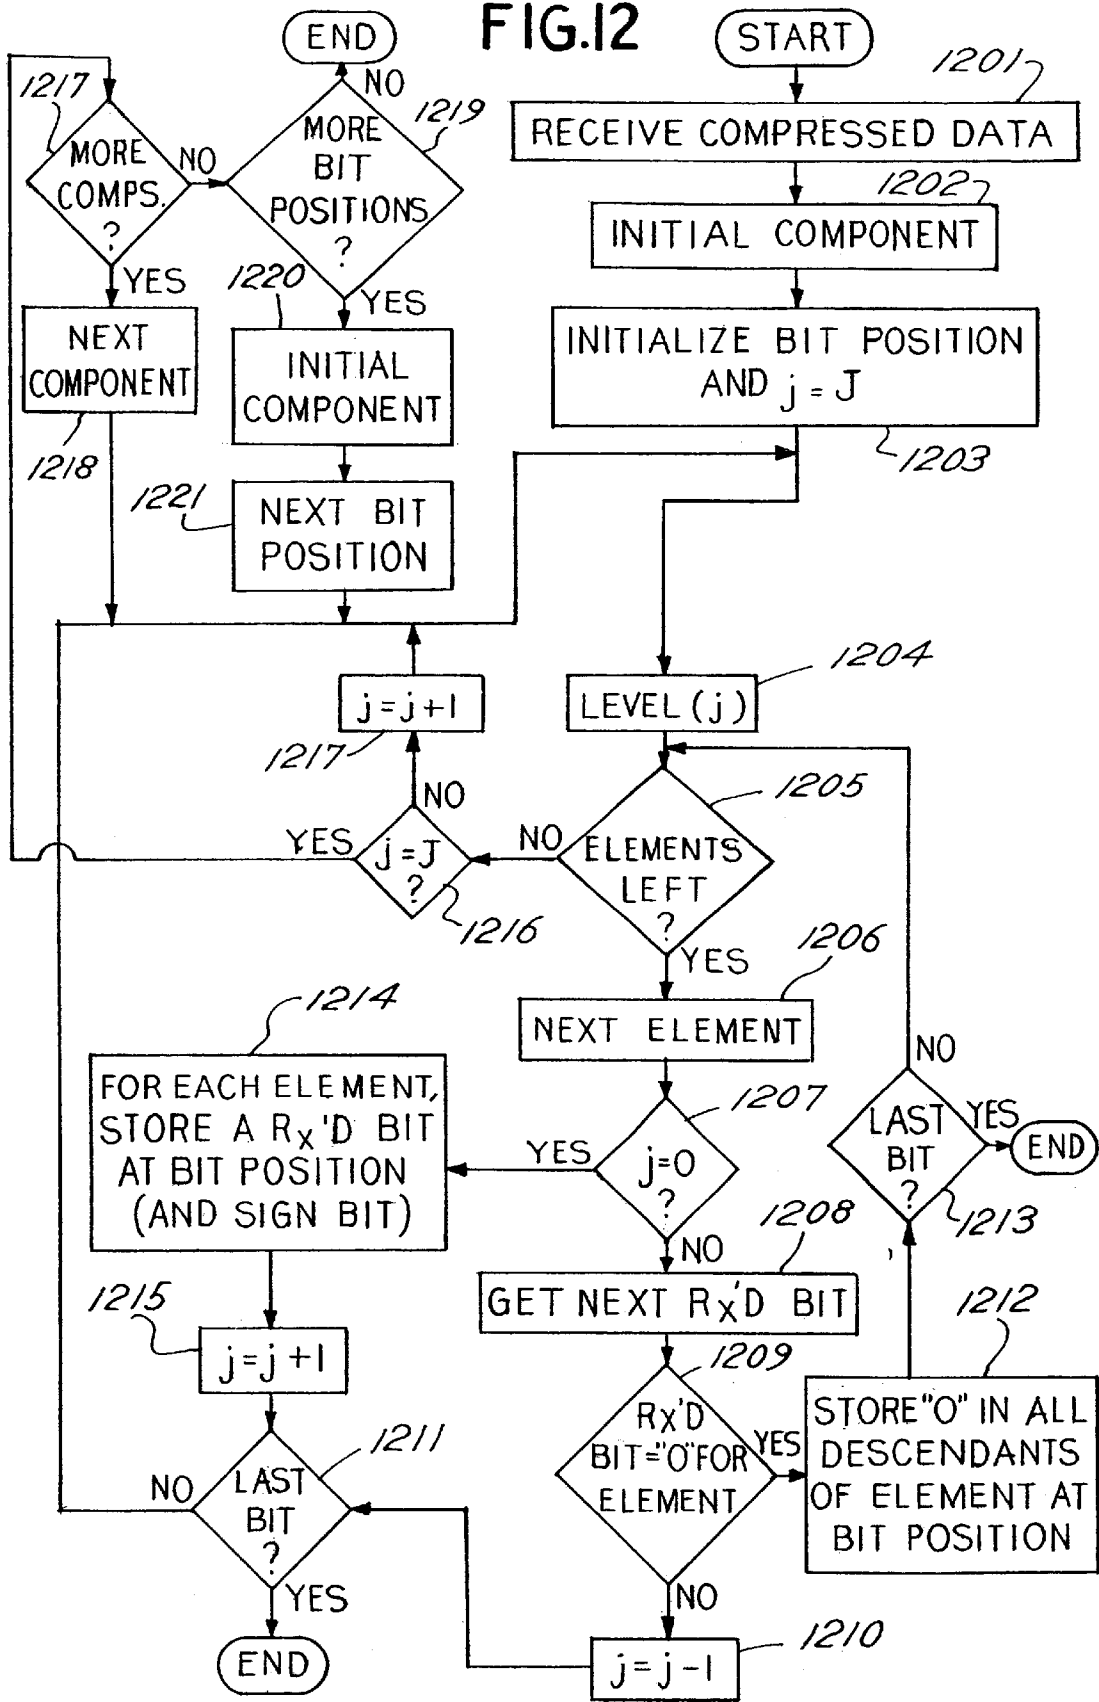 FIG.12
START
1201
RECEIVE COMPRESSED DATA
1202
INITIAL COMPONENT
INITIALIZE BIT POSITION
AND j = J
1203
END
NO
1219
MORE
BIT
POSITIONS
?
YES
1217
MORE
COMPS.
?
NO
YES
NEXT
COMPONENT
1218
1220
INITIAL
COMPONENT
1221
NEXT BIT
POSITION
j=j+1
1217
NO
YES
j=J
?
1216
1204
LEVEL (j)
1205
NO
ELEMENTS
LEFT
?
YES
1206
NEXT ELEMENT
1207
YES
j=0
?
NO
1208
GET NEXT Rx'D BIT
1209
Rx'D
BIT="0"FOR
ELEMENT
YES
NO
1210
j=j-1
1212
STORE"0" IN ALL
DESCENDANTS
OF ELEMENT AT
BIT POSITION
NO
LAST
BIT
?
YES
END
1213
1214
FOR EACH ELEMENT,
STORE A Rx'D BIT
AT BIT POSITION
(AND SIGN BIT)
1215
j=j+1
1211
NO
LAST
BIT
?
YES
END